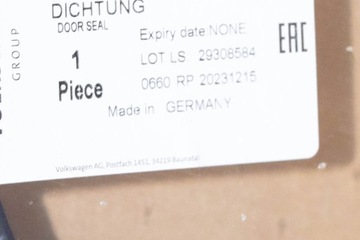 DICHTUNG
DOOR SEAL
1
Piece
Expiry date NONE
LOT LS 29308584
0660 RP 20231215
Made in GERMANY
EAC
GROUP
Volkswagen AG, Postfach 1451, 34219 Baunatal